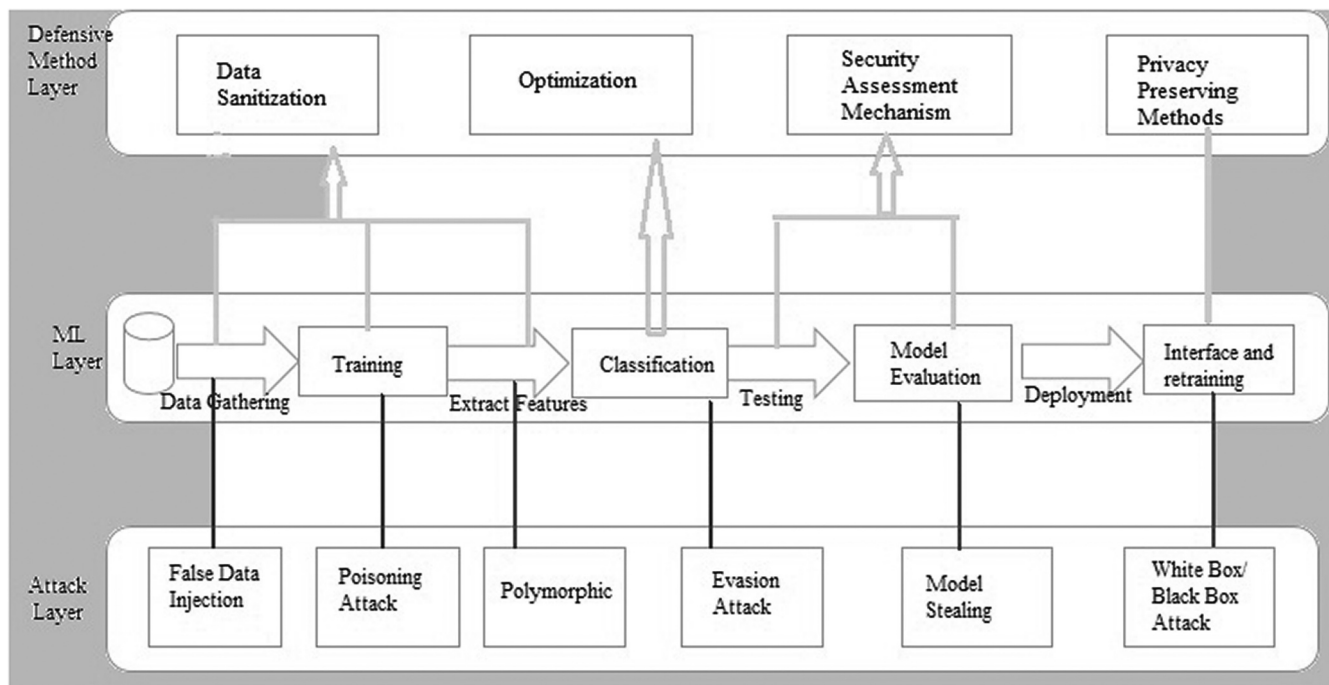 Defensive
Method
Layer
Data
Sanitization
Optimization
Security
Assessment
Mechanism
Privacy
Preserving
Methods
ML
Layer
Data Gathering
Training
Extract Features
Classification
Testing
Model
Evaluation
Deployment
Interface and
retraining
Attack
Layer
False Data
Injection
Poisoning
Attack
Polymorphic
Evasion
Attack
Model
Stealing
White Box/
Black Box
Attack